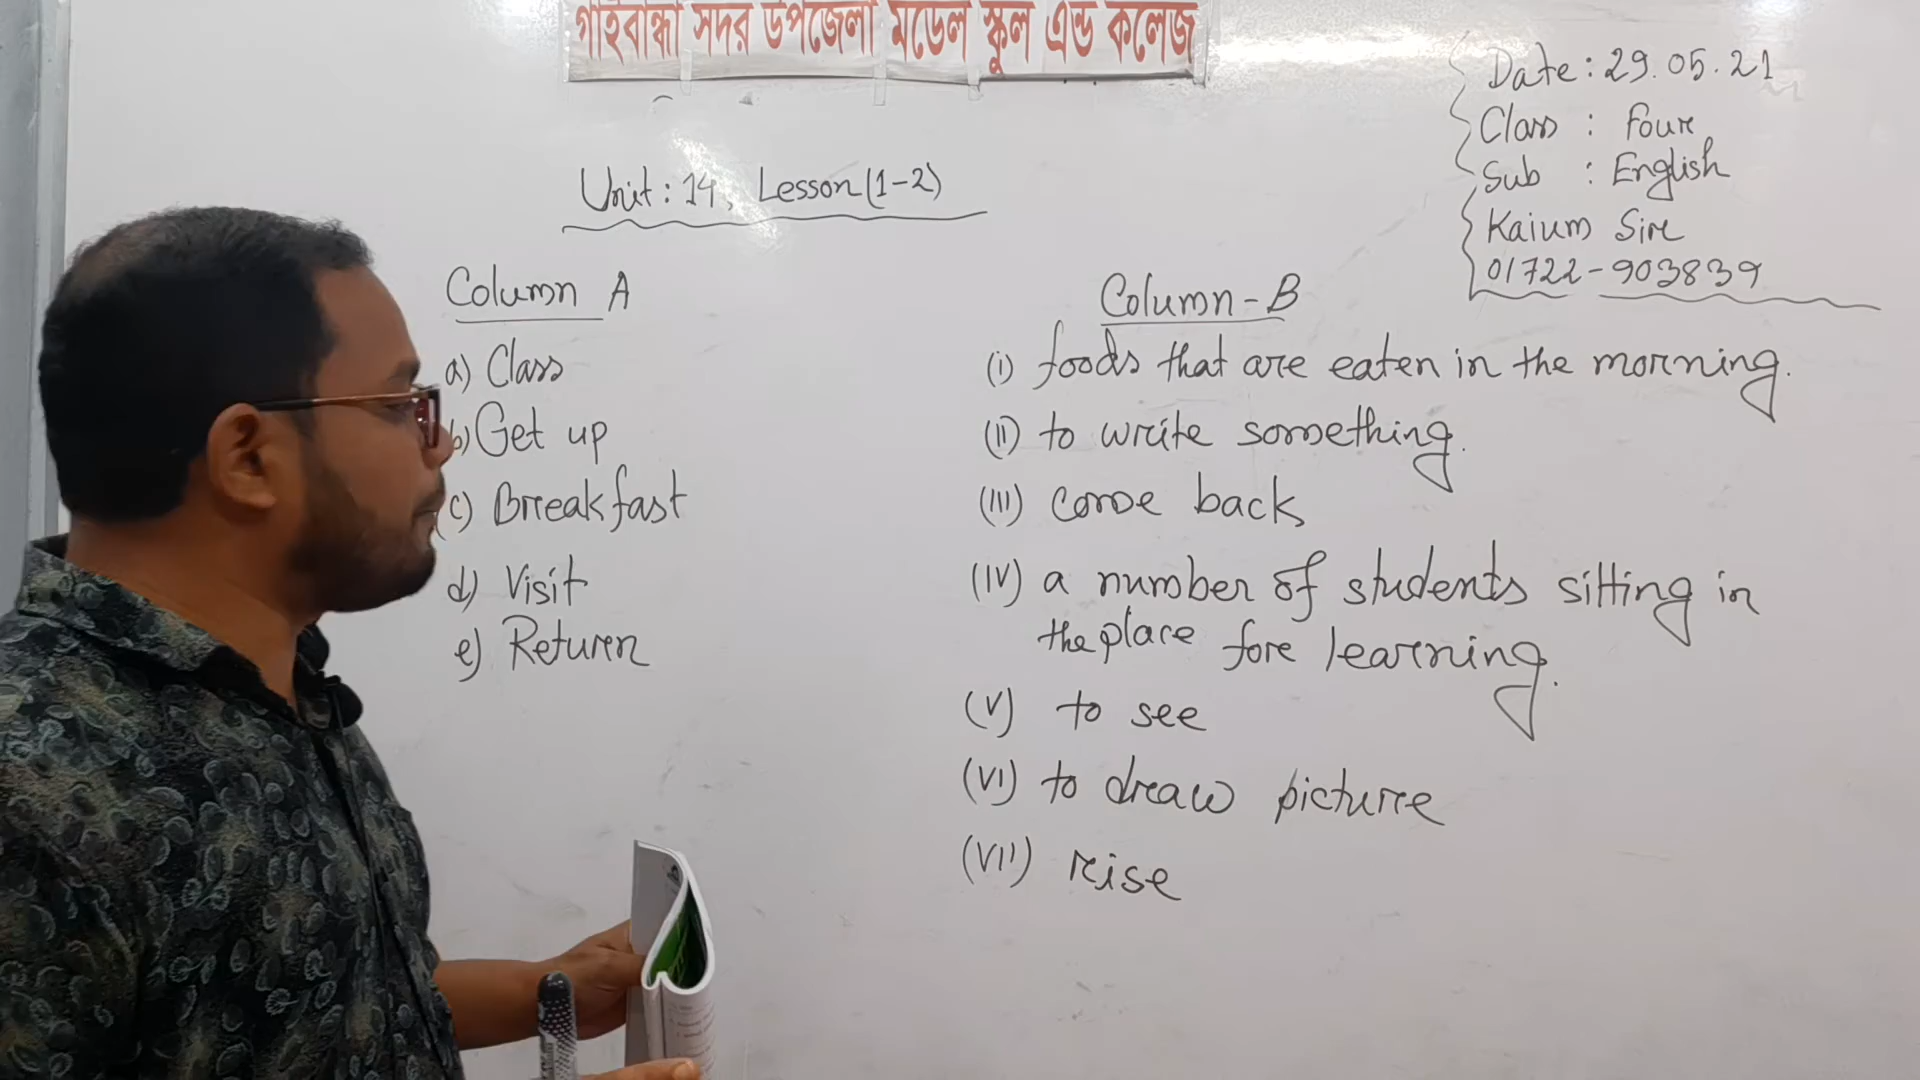 গাইবান্ধা সদর উপজেলা মডেল স্কুল এন্ড কলেজ
Date: 29.05.21
Class : Four
Sub : English
Kaium Sir
01722-903839
Unit: 14, Lesson (1-2)
Column A
a) Class
b) Get up
(c) Breakfast
d) Visit
e) Return
Column-B
(i) foods that are eaten in the morning.
(ii) to write something.
(iii) come back
(iv) a number of students sitting in
the place for learning.
(v) to see
(vi) to draw picture
(vii) rise